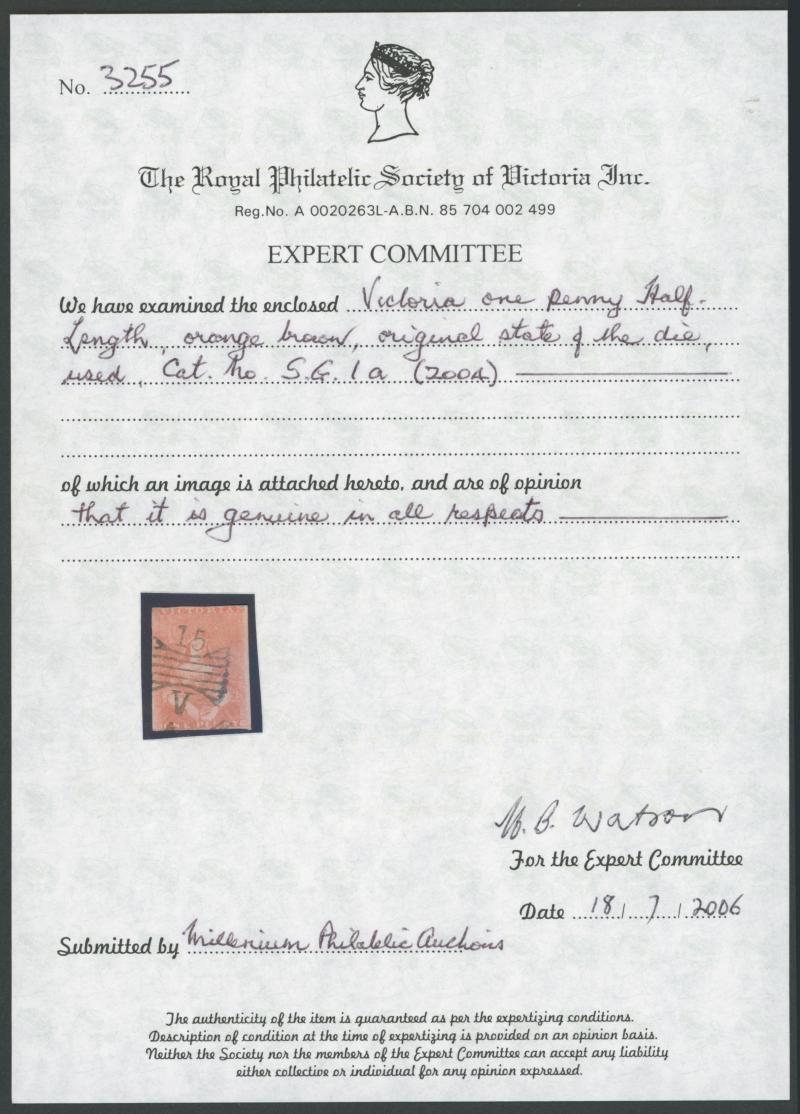 No. 3255
The Royal Philatelic Society of Victoria Inc.
Reg.No. A 0020263L-A.B.N. 85 704 002 499
EXPERT COMMITTEE
We have examined the enclosed Victoria one penny Half-
Length, orange brown, original state of the die,
used, Cat. No. S.G. 1a (2004)
of which an image is attached hereto, and are of opinion
that it is genuine in all respects
VICTORIA
15
V
W. B. Watson
For the Expert Committee
Date 18 / 7 / 2006
Submitted by Millenium Philatelic Auctions
The authenticity of the item is guaranteed as per the expertizing conditions.
Description of condition at the time of expertizing is provided on an opinion basis.
Neither the Society nor the members of the Expert Committee can accept any liability
either collective or individual for any opinion expressed.